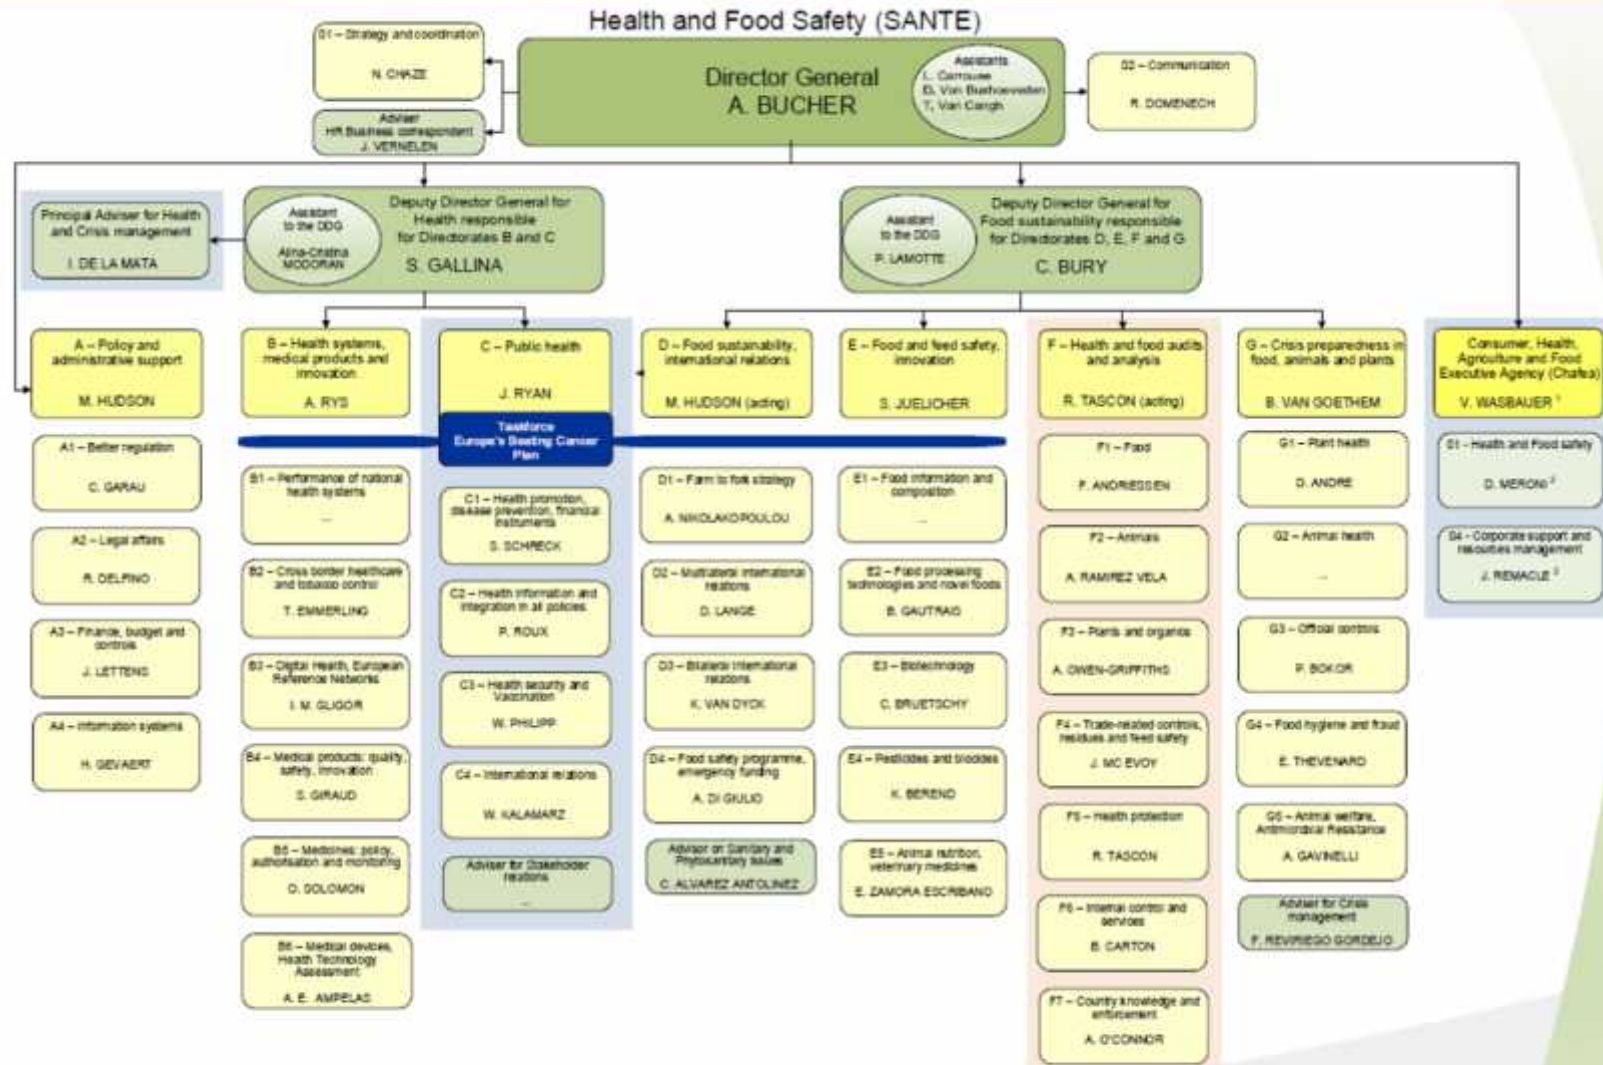 Health and Food Safety (SANTE)
S1 – Strategy and coordination
N. CHAZE
Director General
A. BUCHER
Assistants
L. Carrouse
D. Van
T. Van Cangh
S2 – Communication
R. DOMENECH
Adviser
HR Business correspondent
J. VERNELEN
Principal Adviser for Health
and Crisis management
I. DE LA MATA
Assistant
to the DDG
Alina-Cristina
MODORAN
Deputy Director General for
Health responsible
for Directorates B and C
S. GALLINA
Assistant
to the DDG
P. LAMOTTE
Deputy Director General for
Food sustainability responsible
for Directorates D, E, F and G
C. BURY
A – Policy and
administrative support
M. HUDSON
A1 – Better regulation
C. GARAU
A2 – Legal affairs
R. DELFINO
A3 – Finance, budget and
controls
J. LETTENS
A4 – Information systems
H. GEVAERT
B – Health systems,
medical products and
innovation
A. RYS
B1 – Performance of national
health systems
...
B2 – Cross border healthcare
and tobacco control
T. EMMERLING
B3 – Digital Health, European
Reference Networks
I. M. GLIGOR
B4 – Medical products: quality,
safety, innovation
S. GIRAUD
B5 – Medicines: policy,
authorisation and monitoring
O. SOLOMON
B6 – Medical devices,
Health Technology
Assessment
A. E. AMPELAS
C – Public health
J. RYAN
Taskforce
Europe's Beating Cancer
Plan
C1 – Health promotion,
disease prevention, financial
instruments
S. SCHRECK
C2 – Health information and
integration in all policies
P. ROUX
C3 – Health security and
Vaccination
W. PHILIPP
C4 – International relations
W. KALAMARZ
Adviser for Stakeholder
relations
...
D – Food sustainability,
international relations
M. HUDSON (acting)
D1 – Farm to fork strategy
A. NIKOLAKOPOULOU
D2 – Multilateral international
relations
D. LANGE
D3 – Bilateral international
relations
K. VAN DYCK
D4 – Food safety programme,
emergency funding
A. DI GIULIO
Advisor on Sanitary and
Phytosanitary Issues
C. ALVAREZ ANTOLINEZ
E – Food and feed safety,
innovation
S. JUELICHER
E1 – Food information and
composition
...
E2 – Food processing
technologies and novel foods
B. GAUTRAIS
E3 – Biotechnology
C. BRUETSCHY
E4 – Pesticides and biocides
K. BEREND
E5 – Animal nutrition,
veterinary medicines
E. ZAMORA ESCRIBANO
F – Health and food audits
and analysis
R. TASCON (acting)
F1 – Food
F. ANDRIESSEN
F2 – Animals
A. RAMIREZ VELA
F3 – Plants and organics
A. OWEN-GRIFFITHS
F4 – Trade-related controls,
residues and feed safety
J. MC EVOY
F5 – Health protection
R. TASCON
F6 – Internal control and
services
B. CARTON
F7 – Country knowledge and
enforcement
A. O'CONNOR
G – Crisis preparedness in
food, animals and plants
B. VAN GOETHEM
G1 – Plant health
D. ANDRE
G2 – Animal health
...
G3 – Official controls
P. BOKOR
G4 – Food hygiene and fraud
E. THEVENARD
G5 – Animal welfare,
Antimicrobial Resistance
A. GAVINELLI
Adviser for Crisis
management
F. REVIRIEGO GORDEJO
Consumer, Health,
Agriculture and Food
Executive Agency (Chafea)
V. WASBAUER 1
01 - Health and Food safety
D. MERONI 2
04 - Corporate support and
resources management
J. REMACLE 2